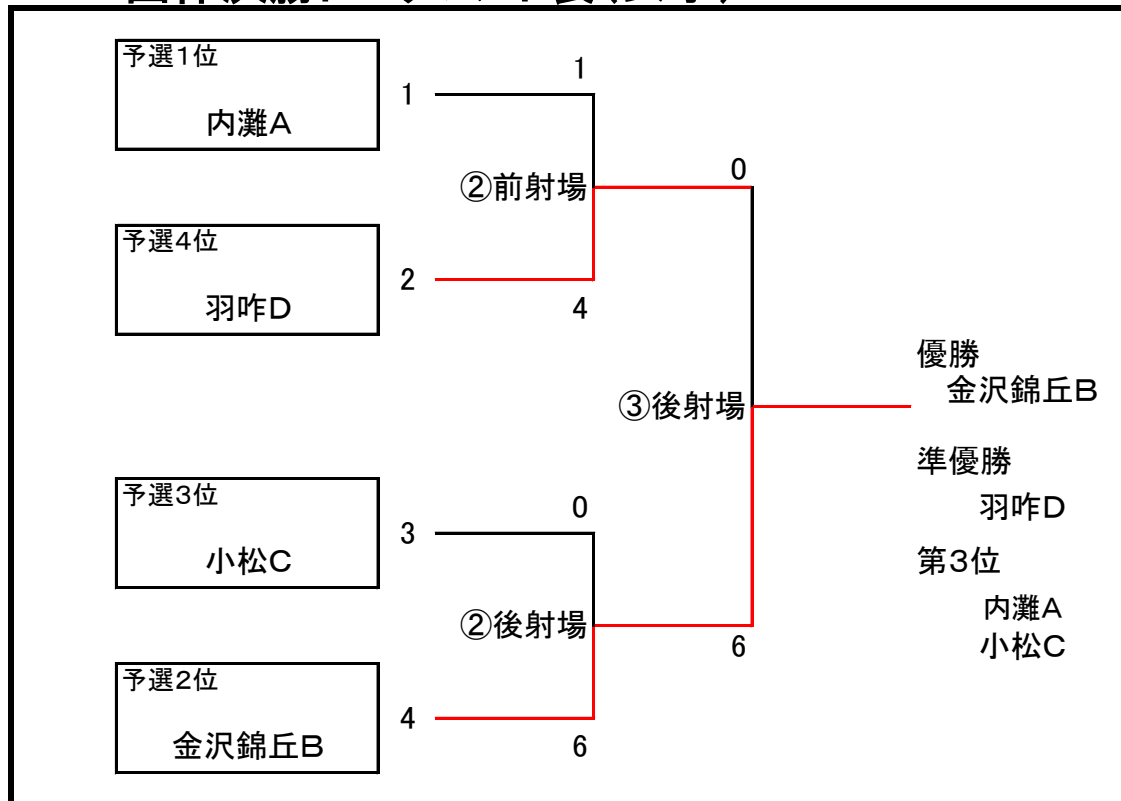 予選1位
内灘A
1
1
②前射場
0
予選4位
羽咋D
2
4
優勝
金沢錦丘B
③後射場
準優勝
羽咋D
予選3位
小松C
3
0
第3位
内灘A
小松C
②後射場
6
予選2位
金沢錦丘B
4
6